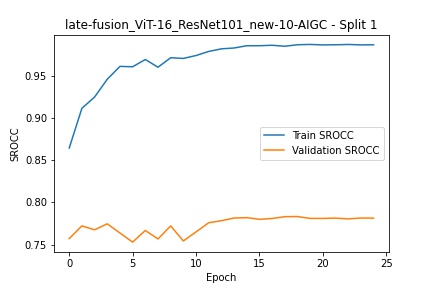 late-fusion_ViT-16_ResNet101_new-10-AIGC - Split 1
SROCC
0.95
0.90
0.85
0.80
0.75
Train SROCC
Validation SROCC
0 5 10 15 20 25
Epoch